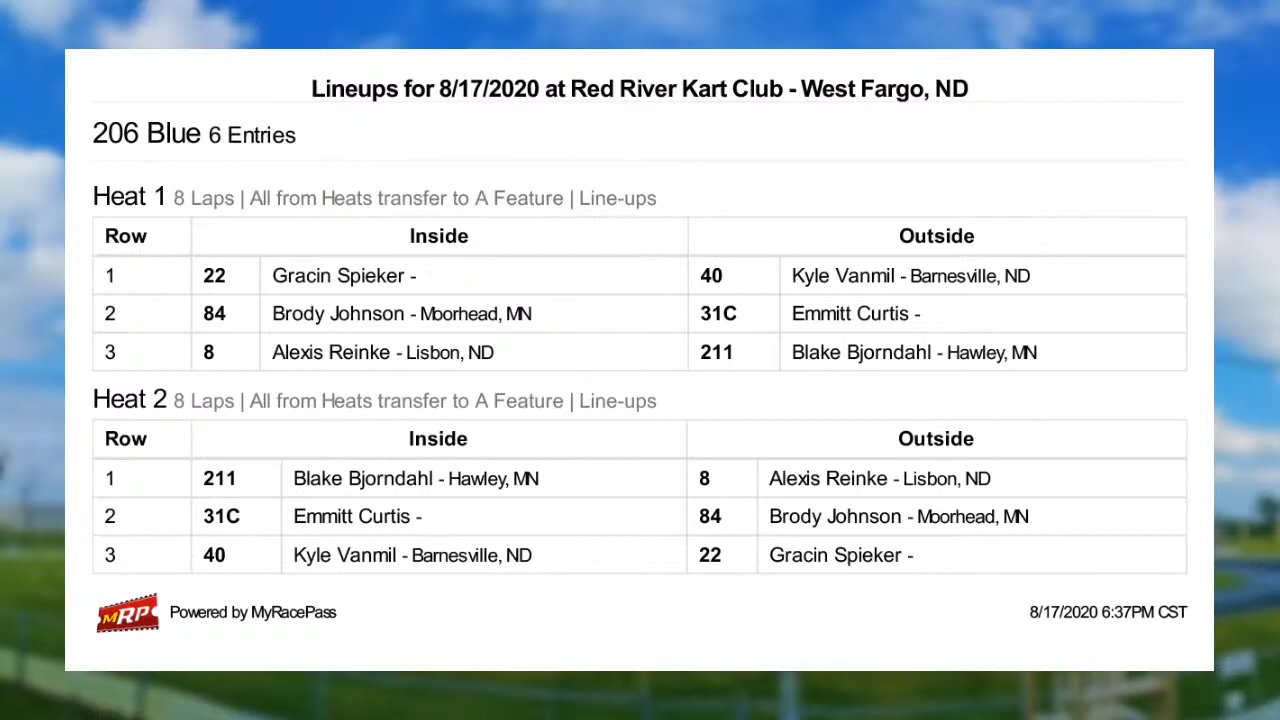 Lineups for 8/17/2020 at Red River Kart Club - West Fargo, ND
206 Blue 6 Entries
Heat 1 8 Laps | All from Heats transfer to A Feature | Line-ups
Row Inside Outside
1 22 Gracin Spieker - 40 Kyle Vanmil - Barnesville, ND
2 84 Brody Johnson - Moorhead, MN 31C Emmitt Curtis -
3 8 Alexis Reinke - Lisbon, ND 211 Blake Bjorndahl - Hawley, MN
Heat 2 8 Laps | All from Heats transfer to A Feature | Line-ups
Row Inside Outside
1 211 Blake Bjorndahl - Hawley, MN 8 Alexis Reinke - Lisbon, ND
2 31C Emmitt Curtis - 84 Brody Johnson - Moorhead, MN
3 40 Kyle Vanmil - Barnesville, ND 22 Gracin Spieker -
MRP Powered by MyRacePass 8/17/2020 6:37PM CST